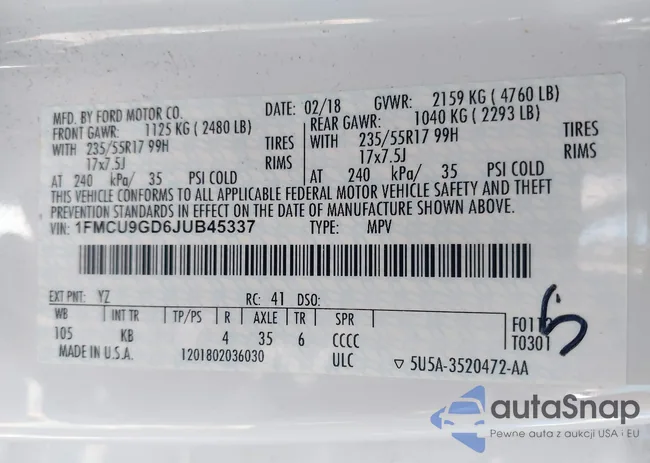 MFD. BY FORD MOTOR CO. DATE: 02/18 GVWR: 2159 KG ( 4760 LB)
FRONT GAWR: 1125 KG ( 2480 LB) REAR GAWR: 1040 KG ( 2293 LB)
WITH 235/55R17 99H TIRES WITH 235/55R17 99H TIRES
17x7.5J RIMS 17x7.5J RIMS
AT 240 kPa/ 35 PSI COLD AT 240 kPa/ 35 PSI COLD
THIS VEHICLE CONFORMS TO ALL APPLICABLE FEDERAL MOTOR VEHICLE SAFETY AND THEFT
PREVENTION STANDARDS IN EFFECT ON THE DATE OF MANUFACTURE SHOWN ABOVE.
VIN: 1FMCU9GD6JUB45337 TYPE: MPV
EXT PNT: YZ RC: 41 DSO:
WB INT TR TP/PS R AXLE TR SPR
105 KB 4 35 6 CCCC
MADE IN U.S.A. 1201802036030 ULC
T0301
▽ 5U5A-3520472-AA
autaSnap
Pewne auta z aukcji USA i EU